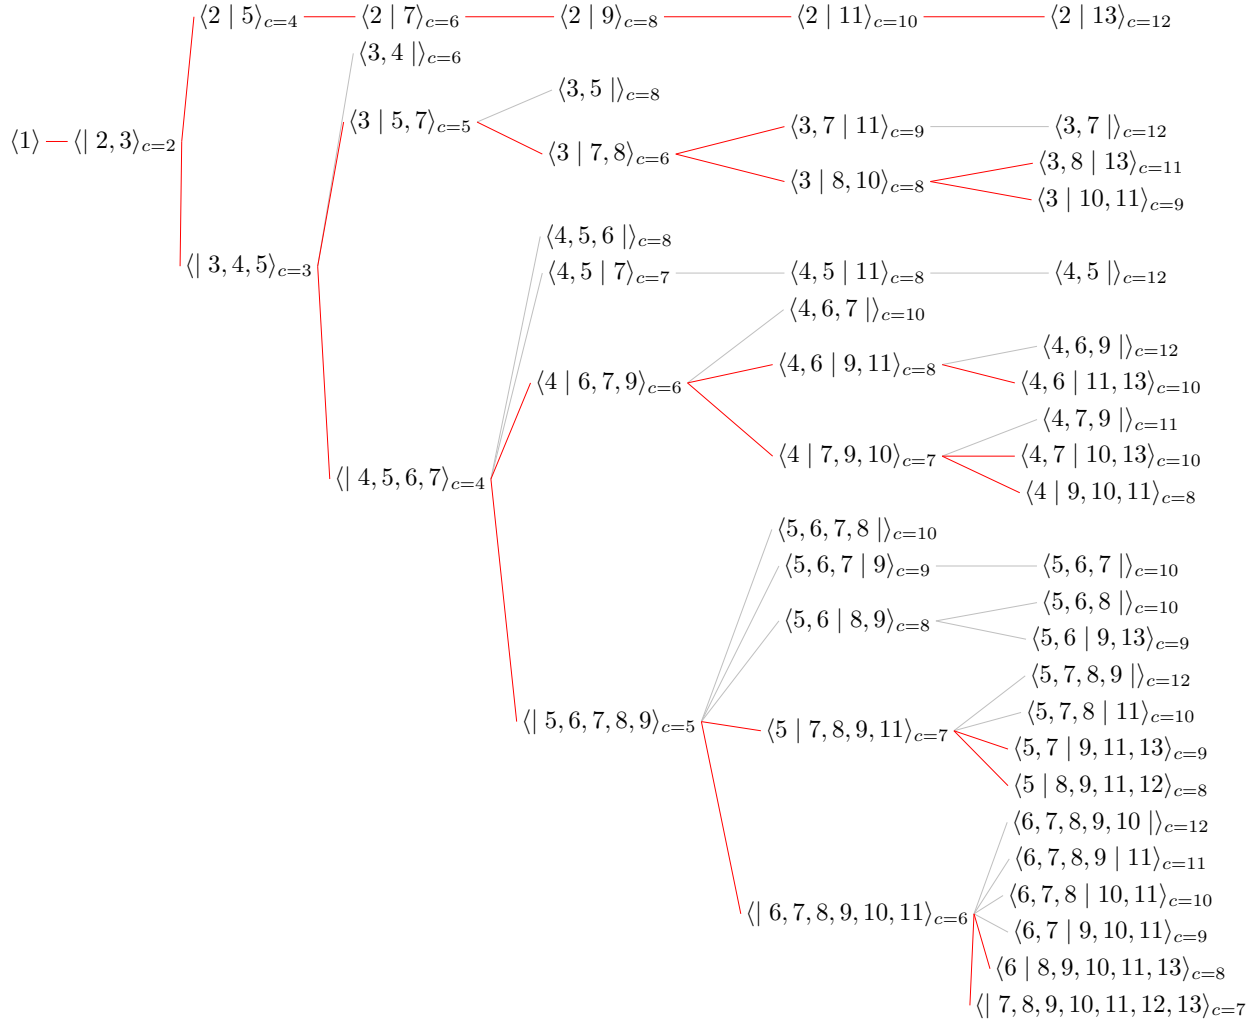 ⟨2 | 5⟩c=4 ⟨2 | 7⟩c=6 ⟨2 | 9⟩c=8 ⟨2 | 11⟩c=10 ⟨2 | 13⟩c=12
⟨3, 4 |⟩c=6
⟨3, 5 |⟩c=8
⟨3 | 5, 7⟩c=5
⟨3, 7 | 11⟩c=9 ⟨3, 7 |⟩c=12
⟨1⟩ ⟨| 2, 3⟩c=2
⟨3 | 7, 8⟩c=6
⟨3, 8 | 13⟩c=11
⟨3 | 8, 10⟩c=8
⟨3 | 10, 11⟩c=9
⟨4, 5, 6 |⟩c=8
⟨| 3, 4, 5⟩c=3
⟨4, 5 | 7⟩c=7 ⟨4, 5 | 11⟩c=8 ⟨4, 5 |⟩c=12
⟨4, 6, 7 |⟩c=10
⟨4, 6, 9 |⟩c=12
⟨4, 6 | 9, 11⟩c=8
⟨4 | 6, 7, 9⟩c=6 ⟨4, 6 | 11, 13⟩c=10
⟨4, 7, 9 |⟩c=11
⟨4 | 7, 9, 10⟩c=7 ⟨4, 7 | 10, 13⟩c=10
⟨| 4, 5, 6, 7⟩c=4
⟨4 | 9, 10, 11⟩c=8
⟨5, 6, 7, 8 |⟩c=10
⟨5, 6, 7 | 9⟩c=9 ⟨5, 6, 7 |⟩c=10
⟨5, 6, 8 |⟩c=10
⟨5, 6 | 8, 9⟩c=8
⟨5, 6 | 9, 13⟩c=9
⟨5, 7, 8, 9 |⟩c=12
⟨5, 7, 8 | 11⟩c=10
⟨| 5, 6, 7, 8, 9⟩c=5
⟨5 | 7, 8, 9, 11⟩c=7
⟨5, 7 | 9, 11, 13⟩c=9
⟨5 | 8, 9, 11, 12⟩c=8
⟨6, 7, 8, 9, 10 |⟩c=12
⟨6, 7, 8, 9 | 11⟩c=11
⟨6, 7, 8 | 10, 11⟩c=10
⟨| 6, 7, 8, 9, 10, 11⟩c=6
⟨6, 7 | 9, 10, 11⟩c=9
⟨6 | 8, 9, 10, 11, 13⟩c=8
⟨| 7, 8, 9, 10, 11, 12, 13⟩c=7